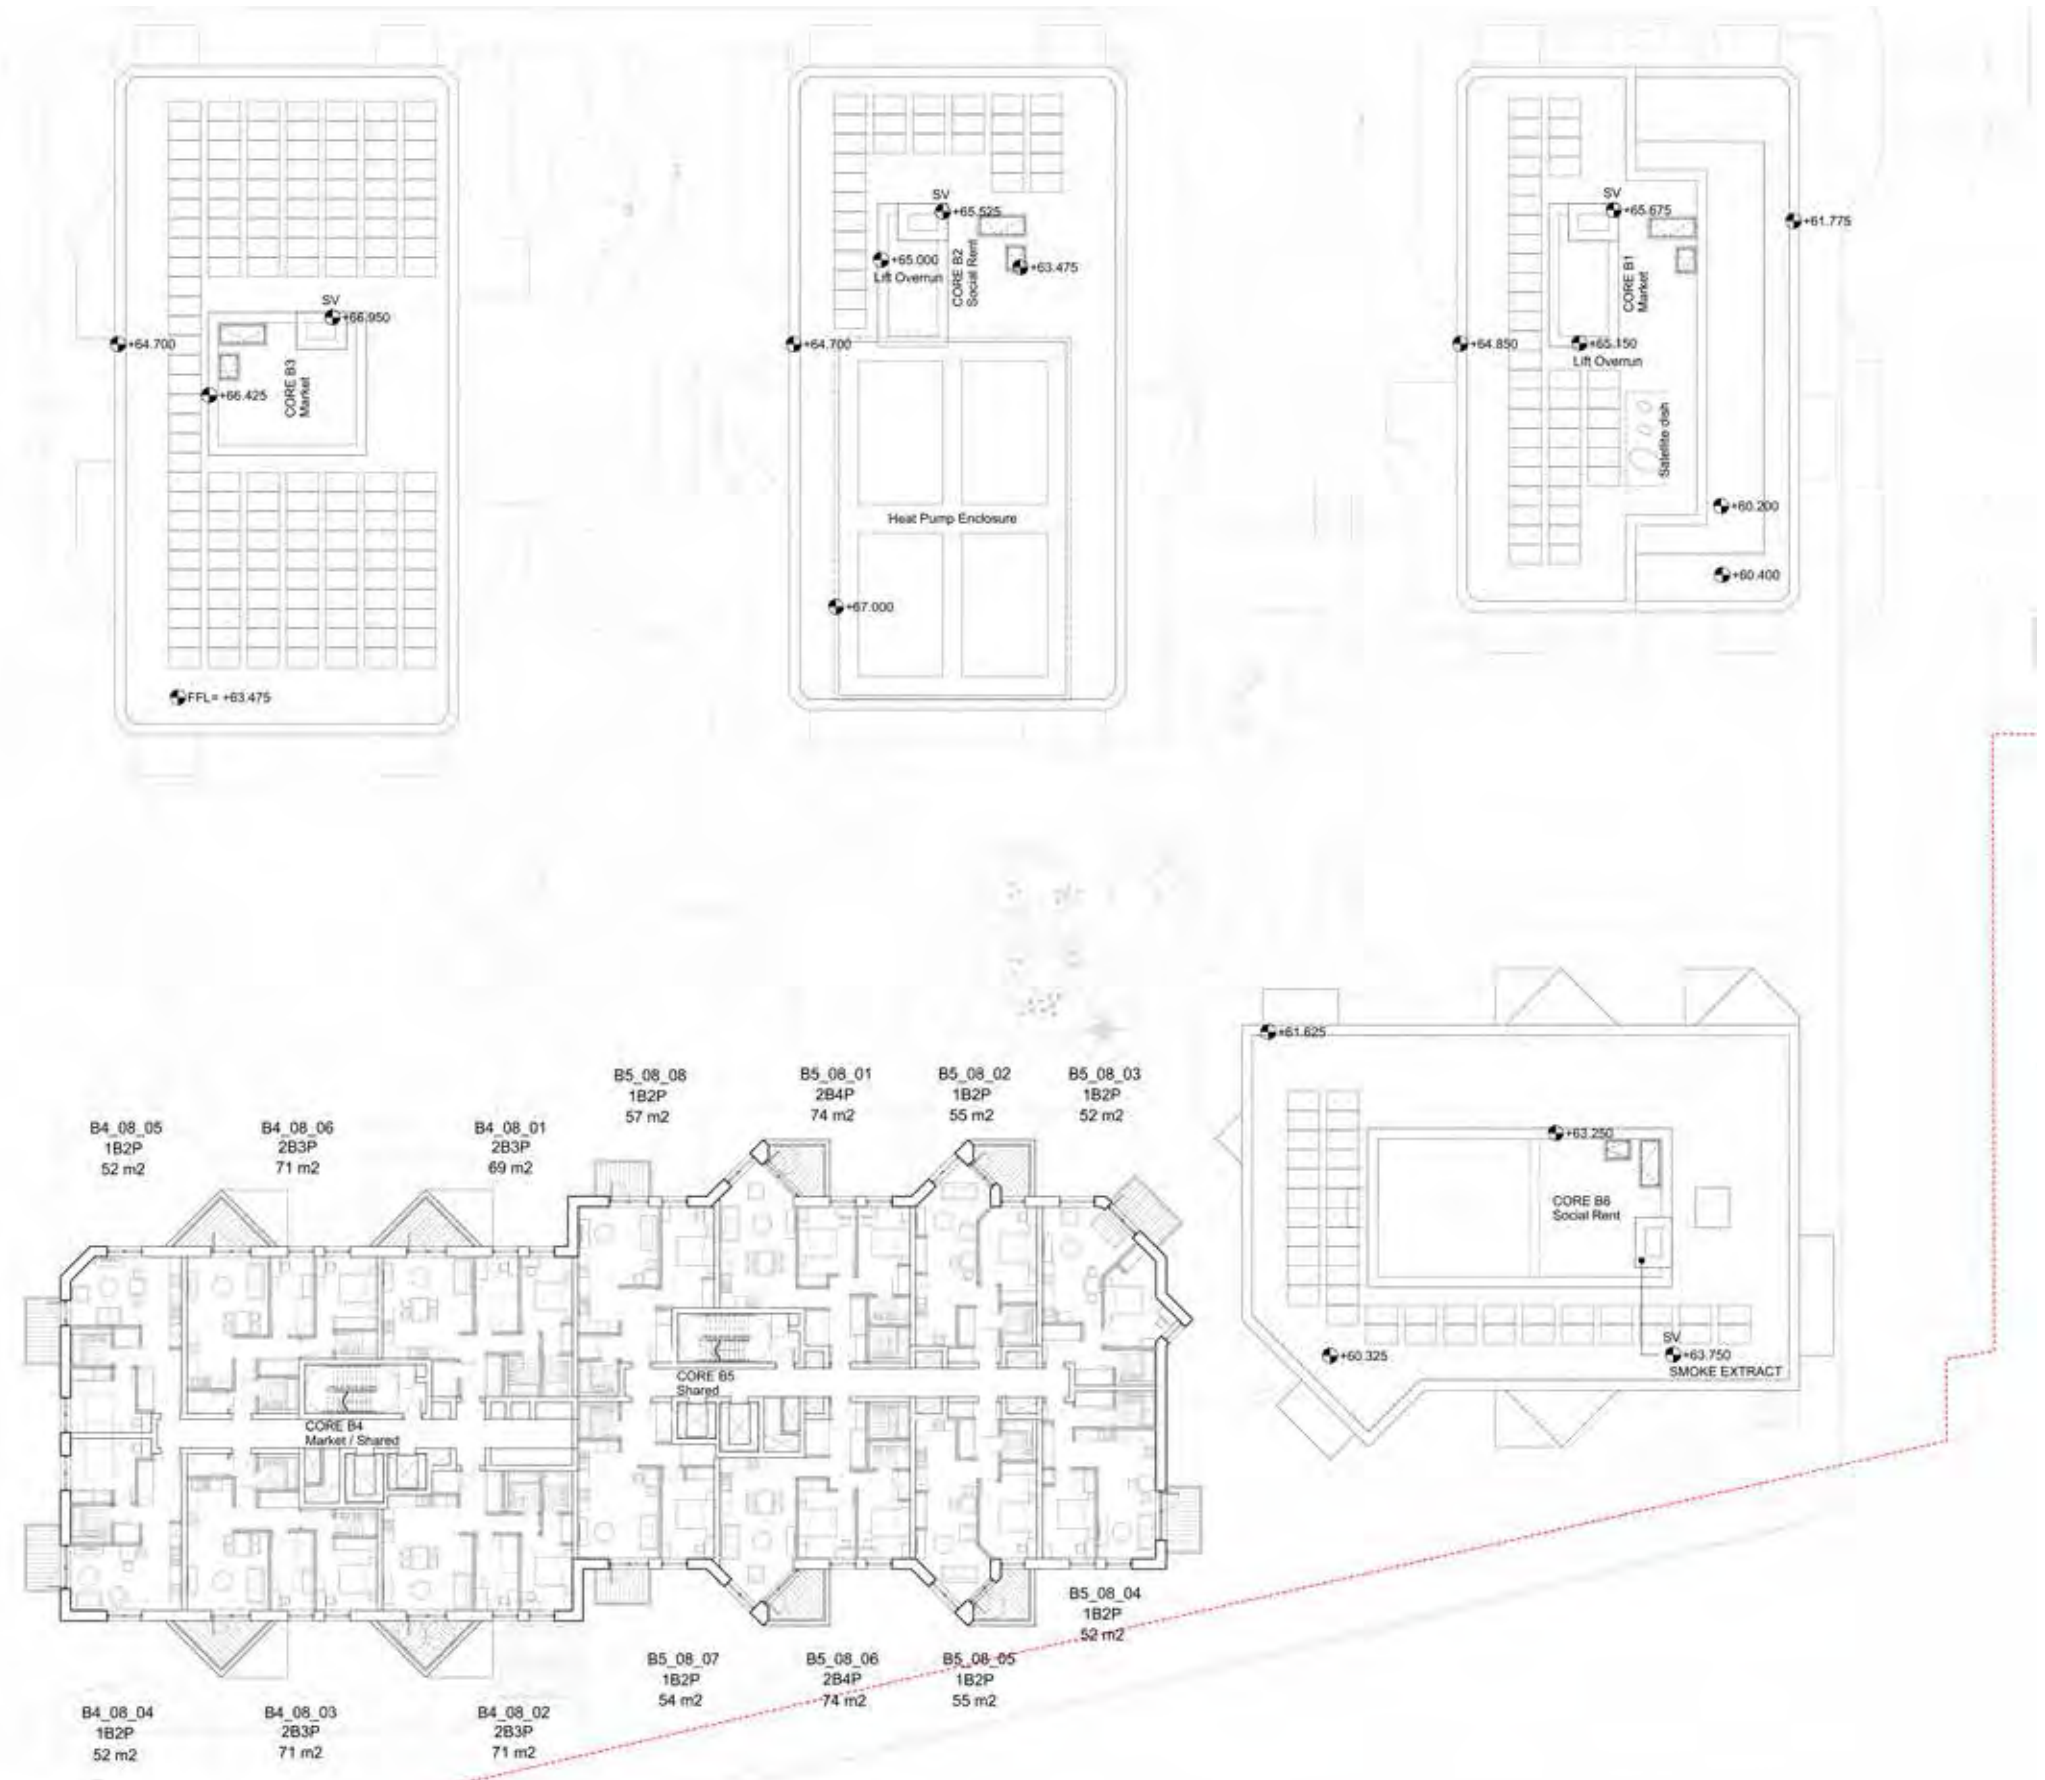 SV
+66.950
+64.700
+66.425
CORE B3
Market
FFL= +63.475
SV
+65.525
+65.000
Lift Overrun
CORE B2
Social Rent
+63.475
+64.700
Heat Pump Enclosure
+67.000
SV
+65.675
+61.775
CORE B1
Market
+64.850
+65.150
Lift Overrun
Satellite dish
+60.200
+60.400
+61.625
+63.250
CORE B6
Social Rent
+60.325
SV
+63.750
SMOKE EXTRACT
B5_08_08
1B2P
57 m2
B5_08_01
2B4P
74 m2
B5_08_02
1B2P
55 m2
B5_08_03
1B2P
52 m2
B4_08_05
1B2P
52 m2
B4_08_06
2B3P
71 m2
B4_08_01
2B3P
69 m2
CORE B5
Shared
CORE B4
Market / Shared
B5_08_04
1B2P
52 m2
B5_08_07
1B2P
54 m2
B5_08_06
2B4P
74 m2
B5_08_05
1B2P
55 m2
B4_08_04
1B2P
52 m2
B4_08_03
2B3P
71 m2
B4_08_02
2B3P
71 m2